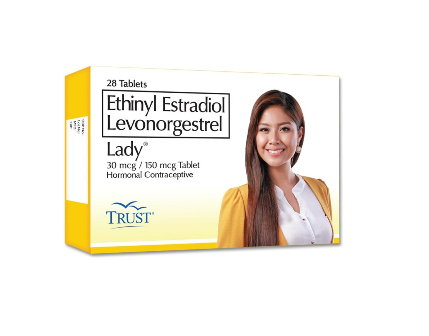 28 Tablets
Ethinyl Estradiol
Levonorgestrel
Lady®
30 mcg / 150 mcg Tablet
Hormonal Contraceptive
TRUST®